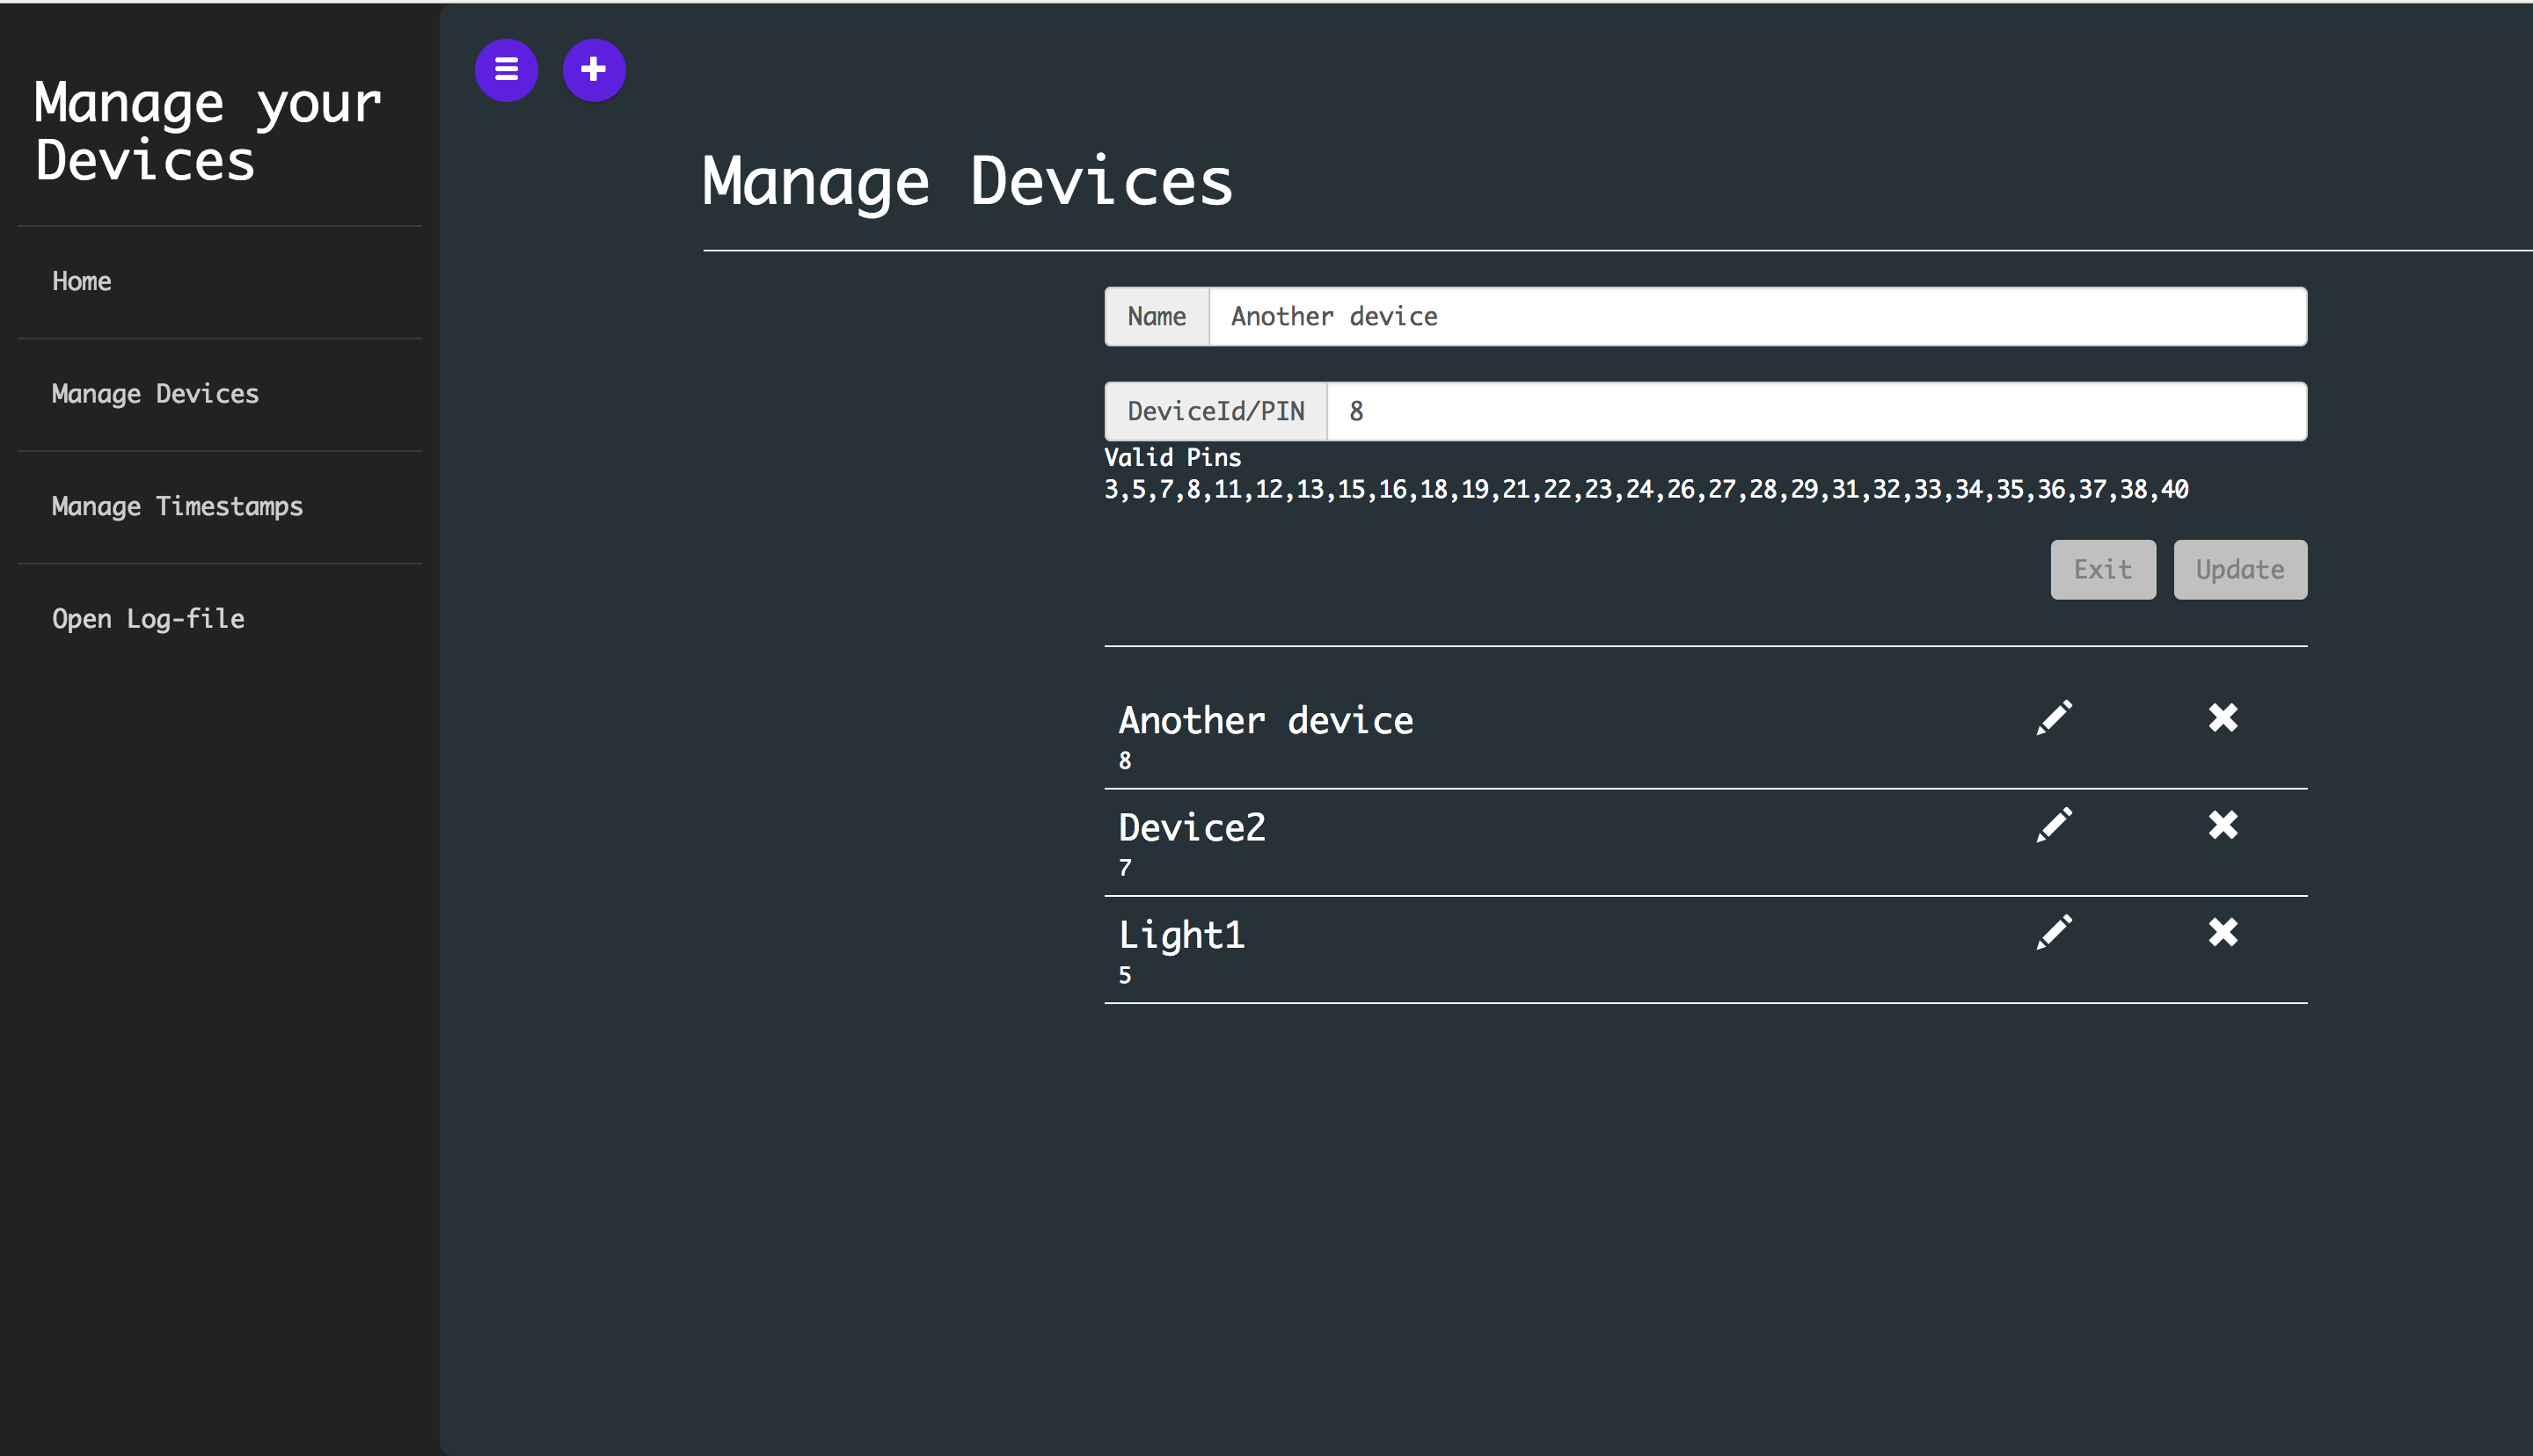 Manage your
Devices
Home
Manage Devices
Manage Timestamps
Open Log-file
Manage Devices
Name Another device
DeviceId/PIN 8
Valid Pins
3,5,7,8,11,12,13,15,16,18,19,21,22,23,24,26,27,28,29,31,32,33,34,35,36,37,38,40
Exit Update
Another device
8
Device2
7
Light1
5